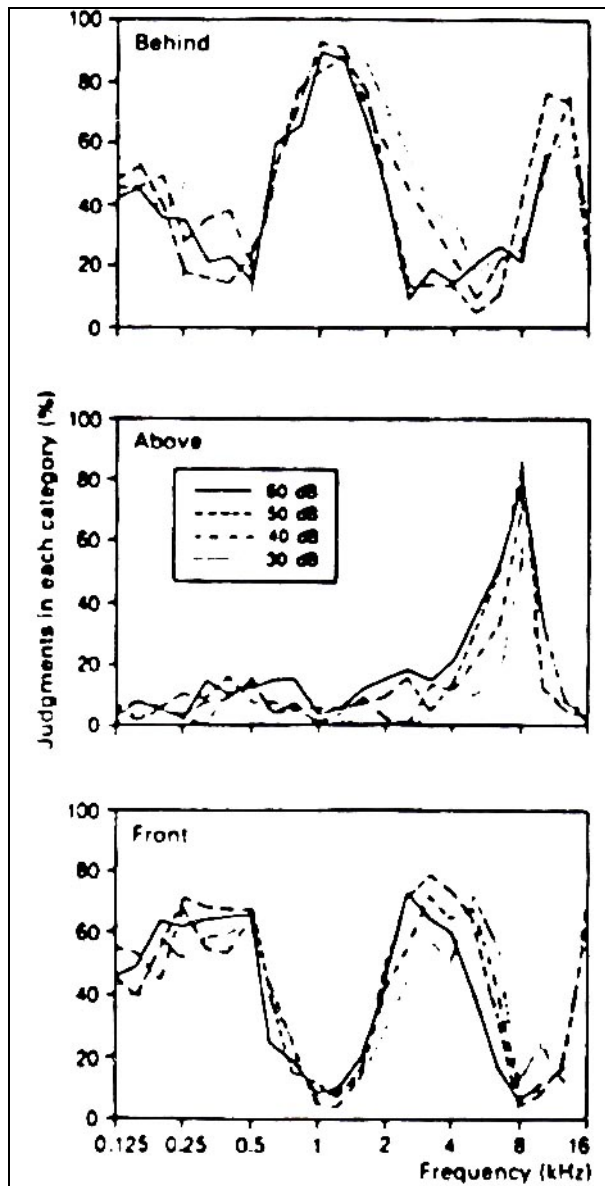 100
Behind
80
60
40
20
0
100
Above
80
60 dB
50 dB
40 dB
30 dB
60
40
20
0
Judgments in each category (%)
100
Front
80
60
40
20
0
0.125 0.25 0.5 1 2 4 8 16
Frequency (kHz)